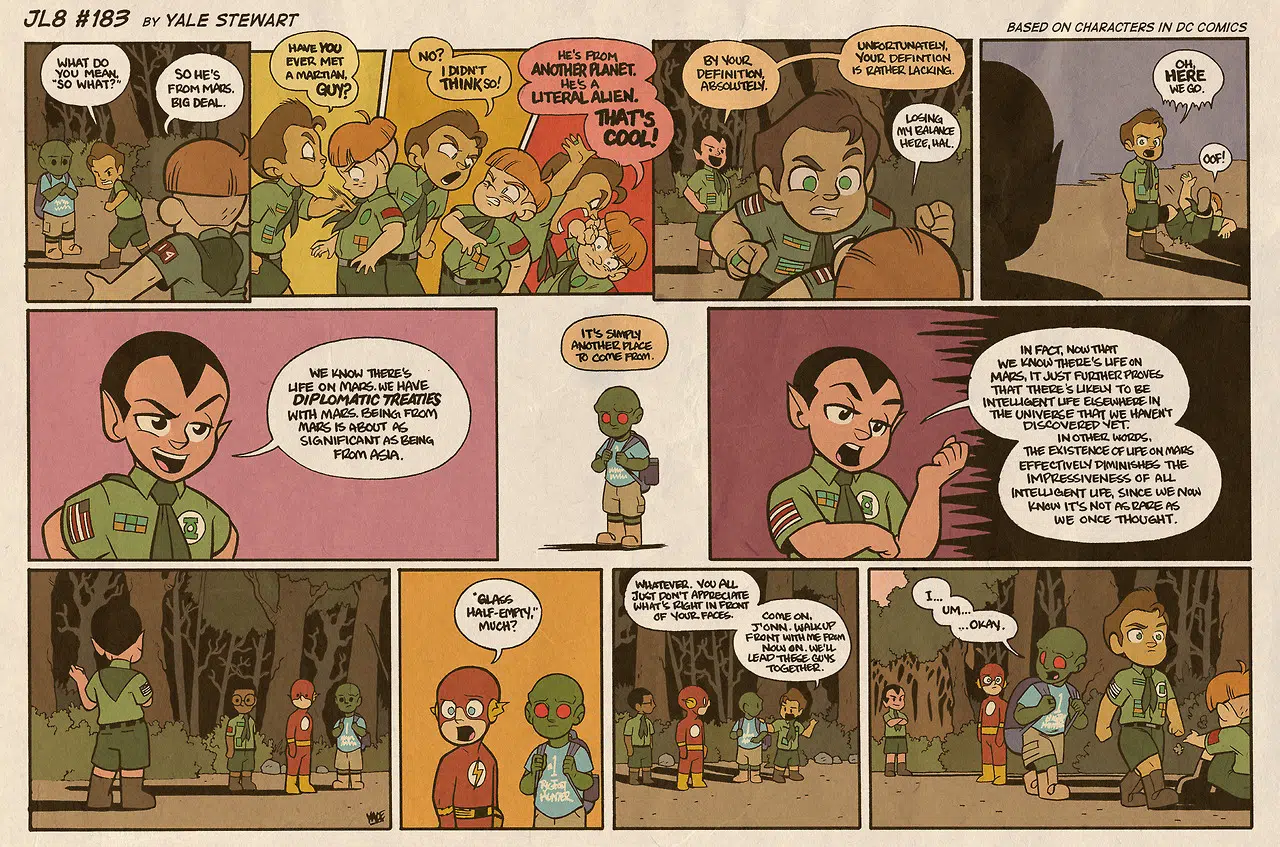 JL8 #183 BY YALE STEWART
BASED ON CHARACTERS IN DC COMICS
WHAT DO
YOU MEAN,
"SO WHAT?"
SO HE'S
FROM MARS.
BIG DEAL.
HAVE YOU
EVER MET
A MARTIAN,
GUY?
NO?
I DIDN'T
THINK SO!
HE'S FROM
ANOTHER PLANET.
HE'S A
LITERAL ALIEN.
THAT'S
COOL!
BY YOUR
DEFINITION,
ABSOLUTELY.
UNFORTUNATELY,
YOUR DEFINTION
IS RATHER LACKING.
LOSING
MY BALANCE
HERE, HAL.
OH,
HERE
WE GO.
OOF!
WE KNOW THERE'S
LIFE ON MARS. WE HAVE
DIPLOMATIC TREATIES
WITH MARS. BEING FROM
MARS IS ABOUT AS
SIGNIFICANT AS BEING
FROM ASIA.
IT'S SIMPLY
ANOTHER PLACE
TO COME FROM.
IN FACT, NOW THAT
WE KNOW THERE'S LIFE ON
MARS, IT JUST FURTHER PROVES
THAT THERE'S LIKELY TO BE
INTELLIGENT LIFE ELSEWHERE IN
THE UNIVERSE THAT WE HAVEN'T
DISCOVERED YET.
IN OTHER WORDS,
THE EXISTENCE OF LIFE ON MARS
EFFECTIVELY DIMINISHES THE
IMPRESSIVENESS OF ALL
INTELLIGENT LIFE, SINCE WE NOW
KNOW IT'S NOT AS RARE AS
WE ONCE THOUGHT.
YALE
"GLASS
HALF-EMPTY,"
MUCH?
#1
BIGFOOT
HUNTER
WHATEVER. YOU ALL
JUST DON'T APPRECIATE
WHAT'S RIGHT IN FRONT
OF YOUR FACES.
COME ON,
J'ONN. WALK UP
FRONT WITH ME FROM
NOW ON. WE'LL
LEAD THESE GUYS
TOGETHER.
I...
UM...
...OKAY.